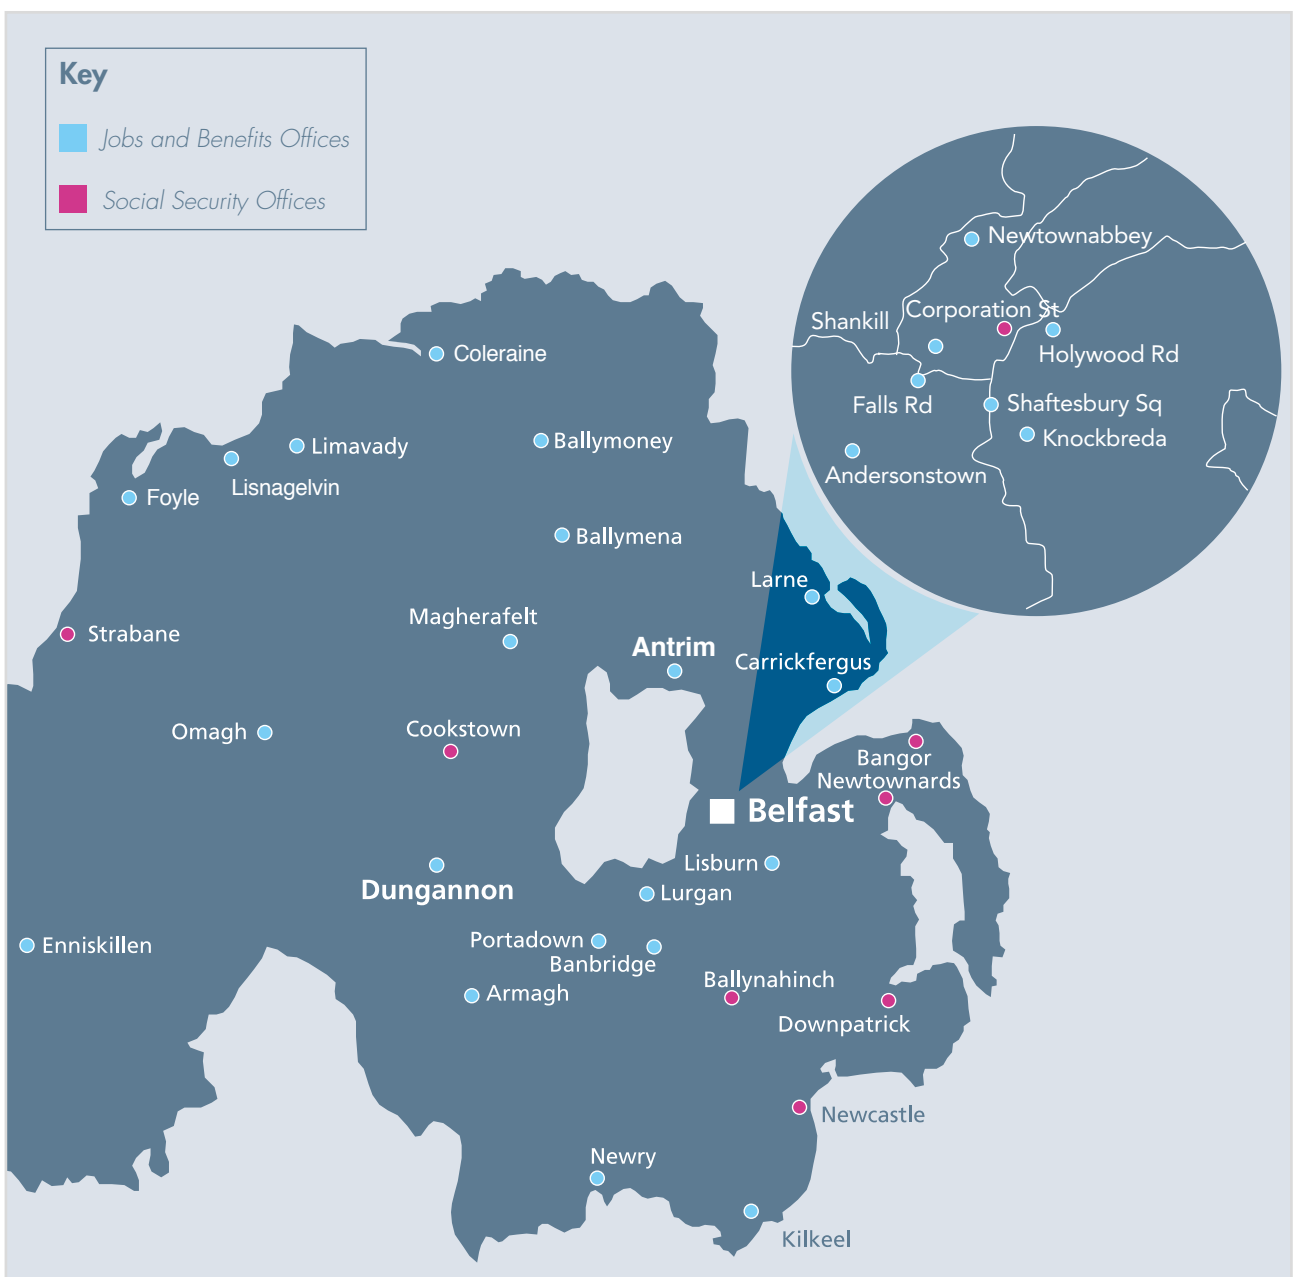 Key
Jobs and Benefits Offices
Social Security Offices
Newtownabbey
Corporation St
Shankill
Holywood Rd
Falls Rd
Shaftesbury Sq
Knockbreda
Andersonstown
Coleraine
Limavady
Ballymoney
Lisnagelvin
Foyle
Ballymena
Larne
Magherafelt
Strabane
Antrim
Carrickfergus
Omagh
Cookstown
Bangor
Newtownards
Belfast
Lisburn
Dungannon
Lurgan
Portadown
Enniskillen
Banbridge
Ballynahinch
Armagh
Downpatrick
Newcastle
Newry
Kilkeel